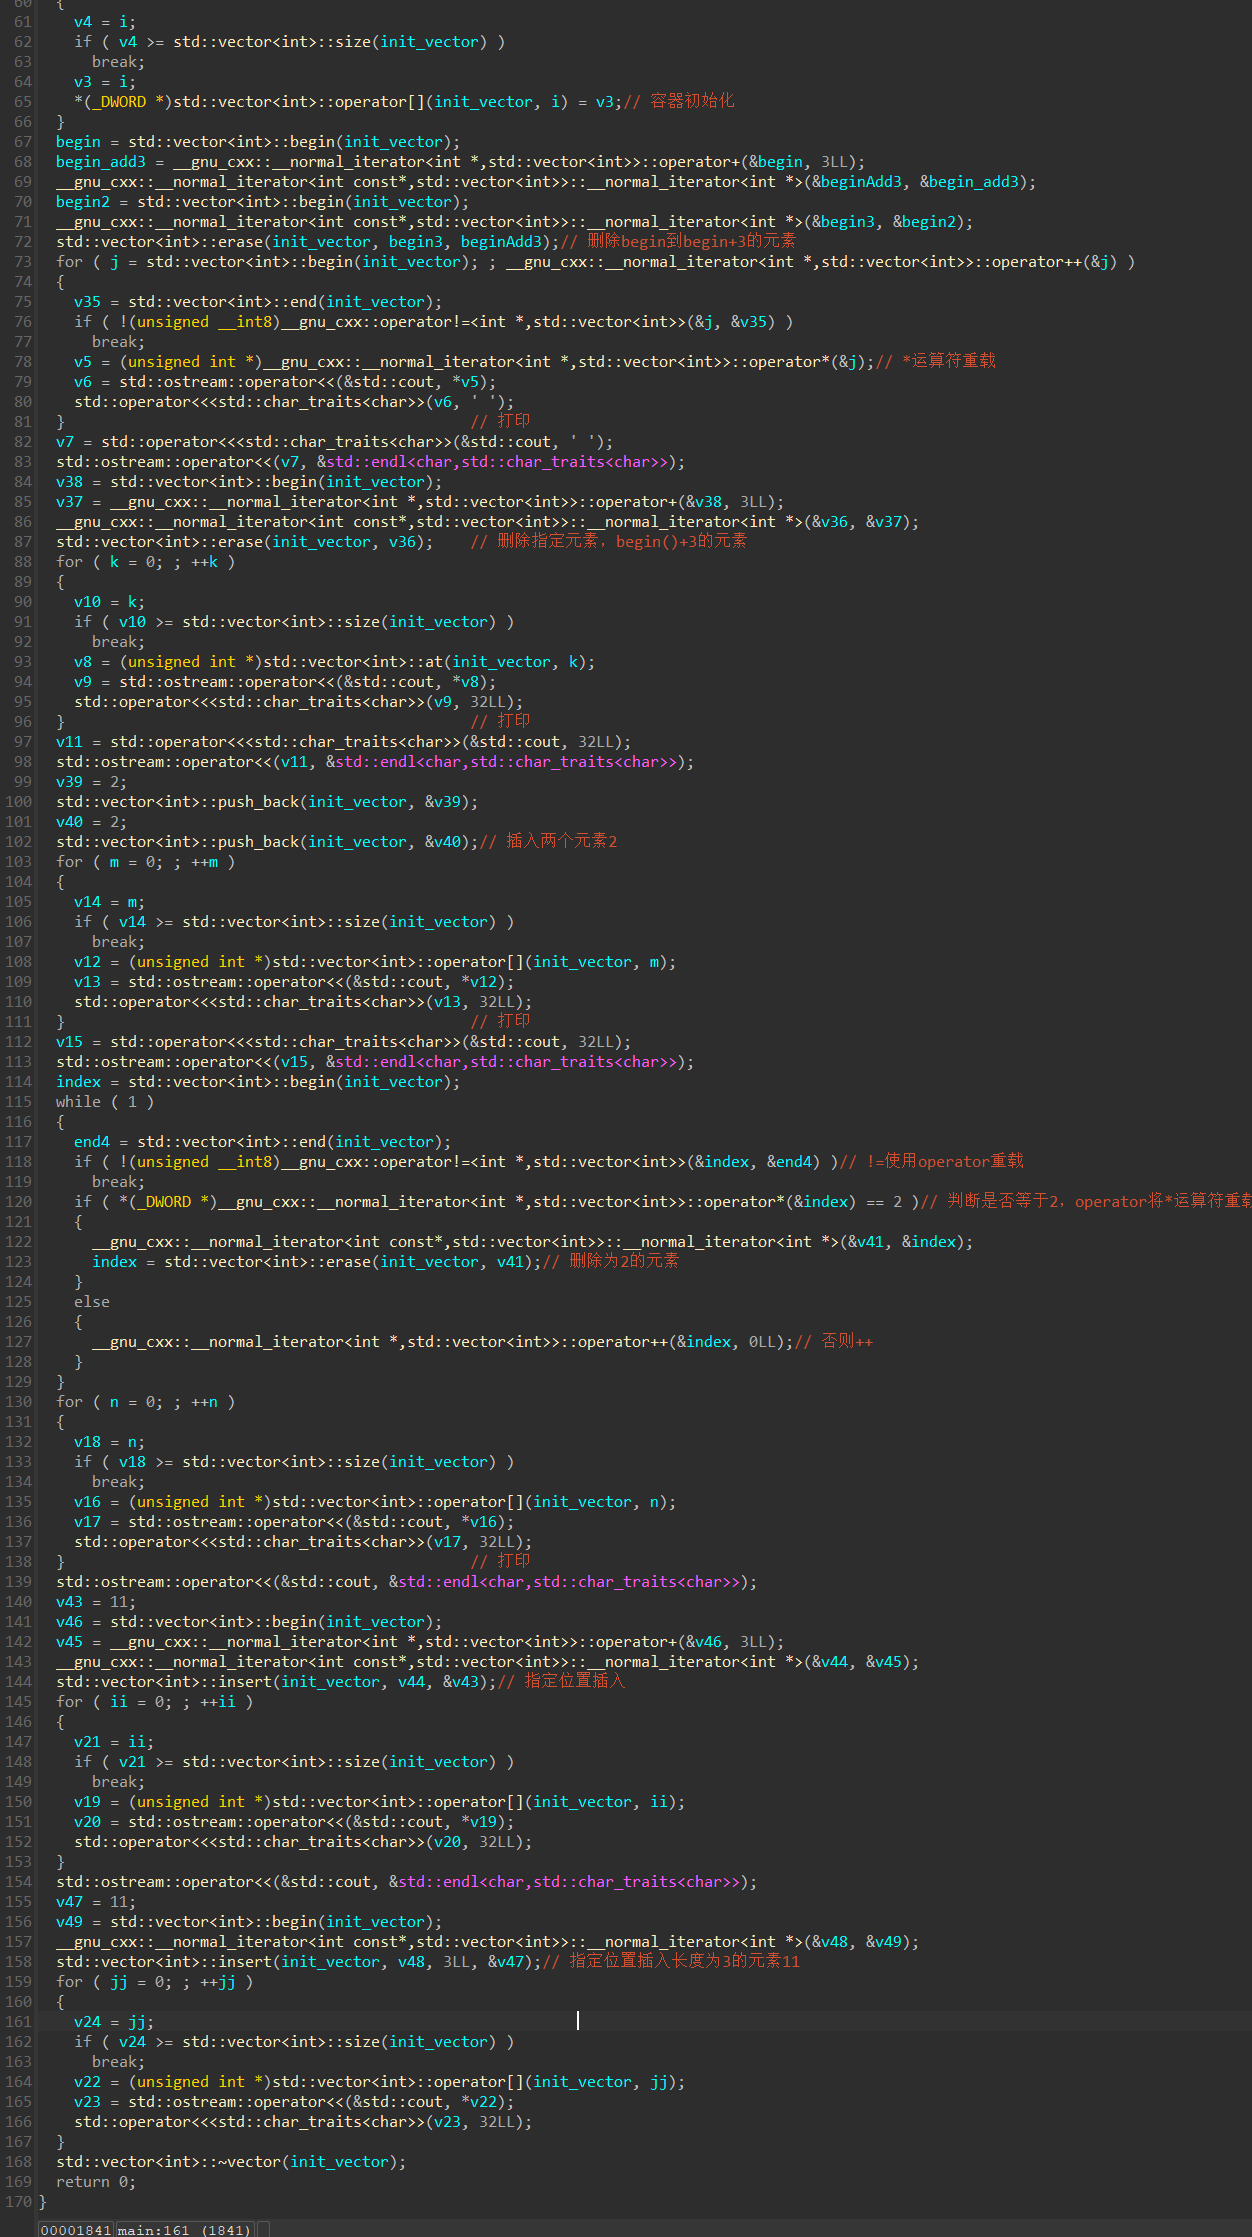 60 {
61 v4 = i;
62 if ( v4 >= std::vector<int>::size(init_vector) )
63 break;
64 v3 = i;
65 *(_DWORD *)std::vector<int>::operator[](init_vector, i) = v3;// 容器初始化
66 }
67 begin = std::vector<int>::begin(init_vector);
68 begin_add3 = __gnu_cxx::__normal_iterator<int *,std::vector<int>>::operator+(&begin, 3LL);
69 __gnu_cxx::__normal_iterator<int const*,std::vector<int>>::__normal_iterator<int *>(&beginAdd3, &begin_add3);
70 begin2 = std::vector<int>::begin(init_vector);
71 __gnu_cxx::__normal_iterator<int const*,std::vector<int>>::__normal_iterator<int *>(&begin3, &begin2);
72 std::vector<int>::erase(init_vector, begin3, beginAdd3);// 删除begin到begin+3的元素
73 for ( j = std::vector<int>::begin(init_vector); ; __gnu_cxx::__normal_iterator<int *,std::vector<int>>::operator++(&j) )
74 {
75 v35 = std::vector<int>::end(init_vector);
76 if ( !(unsigned __int8)__gnu_cxx::operator!=<int *,std::vector<int>>(&j, &v35) )
77 break;
78 v5 = (unsigned int *)__gnu_cxx::__normal_iterator<int *,std::vector<int>>::operator*(&j);// *运算符重载
79 v6 = std::ostream::operator<<(&std::cout, *v5);
80 std::operator<<<std::char_traits<char>>(v6, ' ');
81 } // 打印
82 v7 = std::operator<<<std::char_traits<char>>(&std::cout, ' ');
83 std::ostream::operator<<(v7, &std::endl<char,std::char_traits<char>>);
84 v38 = std::vector<int>::begin(init_vector);
85 v37 = __gnu_cxx::__normal_iterator<int *,std::vector<int>>::operator+(&v38, 3LL);
86 __gnu_cxx::__normal_iterator<int const*,std::vector<int>>::__normal_iterator<int *>(&v36, &v37);
87 std::vector<int>::erase(init_vector, v36); // 删除指定元素，begin()+3的元素
88 for ( k = 0; ; ++k )
89 {
90 v10 = k;
91 if ( v10 >= std::vector<int>::size(init_vector) )
92 break;
93 v8 = (unsigned int *)std::vector<int>::at(init_vector, k);
94 v9 = std::ostream::operator<<(&std::cout, *v8);
95 std::operator<<<std::char_traits<char>>(v9, 32LL);
96 } // 打印
97 v11 = std::operator<<<std::char_traits<char>>(&std::cout, 32LL);
98 std::ostream::operator<<(v11, &std::endl<char,std::char_traits<char>>);
99 v39 = 2;
100 std::vector<int>::push_back(init_vector, &v39);
101 v40 = 2;
102 std::vector<int>::push_back(init_vector, &v40);// 插入两个元素2
103 for ( m = 0; ; ++m )
104 {
105 v14 = m;
106 if ( v14 >= std::vector<int>::size(init_vector) )
107 break;
108 v12 = (unsigned int *)std::vector<int>::operator[](init_vector, m);
109 v13 = std::ostream::operator<<(&std::cout, *v12);
110 std::operator<<<std::char_traits<char>>(v13, 32LL);
111 } // 打印
112 v15 = std::operator<<<std::char_traits<char>>(&std::cout, 32LL);
113 std::ostream::operator<<(v15, &std::endl<char,std::char_traits<char>>);
114 index = std::vector<int>::begin(init_vector);
115 while ( 1 )
116 {
117 end4 = std::vector<int>::end(init_vector);
118 if ( !(unsigned __int8)__gnu_cxx::operator!=<int *,std::vector<int>>(&index, &end4) )// !=使用operator重载
119 break;
120 if ( *(_DWORD *)__gnu_cxx::__normal_iterator<int *,std::vector<int>>::operator*(&index) == 2 )// 判断是否等于2，operator将*运算符重载
121 {
122 __gnu_cxx::__normal_iterator<int const*,std::vector<int>>::__normal_iterator<int *>(&v41, &index);
123 index = std::vector<int>::erase(init_vector, v41);// 删除为2的元素
124 }
125 else
126 {
127 __gnu_cxx::__normal_iterator<int *,std::vector<int>>::operator++(&index, 0LL);// 否则++
128 }
129 }
130 for ( n = 0; ; ++n )
131 {
132 v18 = n;
133 if ( v18 >= std::vector<int>::size(init_vector) )
134 break;
135 v16 = (unsigned int *)std::vector<int>::operator[](init_vector, n);
136 v17 = std::ostream::operator<<(&std::cout, *v16);
137 std::operator<<<std::char_traits<char>>(v17, 32LL);
138 } // 打印
139 std::ostream::operator<<(&std::cout, &std::endl<char,std::char_traits<char>>);
140 v43 = 11;
141 v46 = std::vector<int>::begin(init_vector);
142 v45 = __gnu_cxx::__normal_iterator<int *,std::vector<int>>::operator+(&v46, 3LL);
143 __gnu_cxx::__normal_iterator<int const*,std::vector<int>>::__normal_iterator<int *>(&v44, &v45);
144 std::vector<int>::insert(init_vector, v44, &v43);// 指定位置插入
145 for ( ii = 0; ; ++ii )
146 {
147 v21 = ii;
148 if ( v21 >= std::vector<int>::size(init_vector) )
149 break;
150 v19 = (unsigned int *)std::vector<int>::operator[](init_vector, ii);
151 v20 = std::ostream::operator<<(&std::cout, *v19);
152 std::operator<<<std::char_traits<char>>(v20, 32LL);
153 }
154 std::ostream::operator<<(&std::cout, &std::endl<char,std::char_traits<char>>);
155 v47 = 11;
156 v49 = std::vector<int>::begin(init_vector);
157 __gnu_cxx::__normal_iterator<int const*,std::vector<int>>::__normal_iterator<int *>(&v48, &v49);
158 std::vector<int>::insert(init_vector, v48, 3LL, &v47);// 指定位置插入长度为3的元素11
159 for ( jj = 0; ; ++jj )
160 {
161 v24 = jj;
162 if ( v24 >= std::vector<int>::size(init_vector) )
163 break;
164 v22 = (unsigned int *)std::vector<int>::operator[](init_vector, jj);
165 v23 = std::ostream::operator<<(&std::cout, *v22);
166 std::operator<<<std::char_traits<char>>(v23, 32LL);
167 }
168 std::vector<int>::~vector(init_vector);
169 return 0;
170 }
00001841 main:161 (1841)